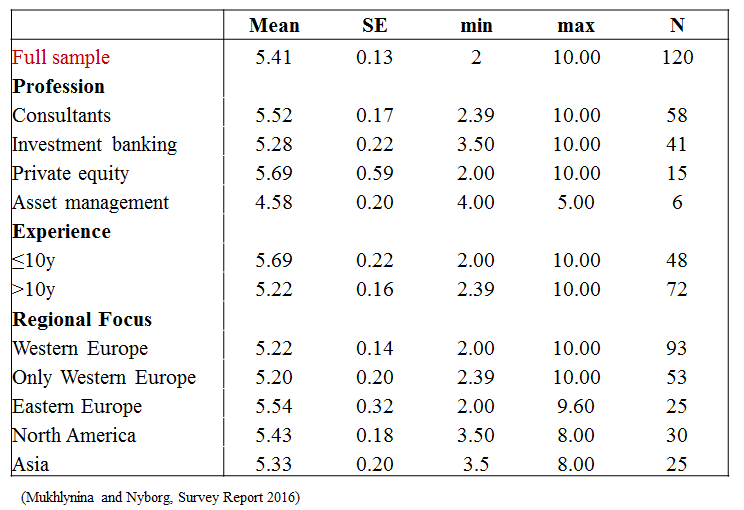 Mean SE min max N
Full sample 5.41 0.13 2 10.00 120
Profession
Consultants 5.52 0.17 2.39 10.00 58
Investment banking 5.28 0.22 3.50 10.00 41
Private equity 5.69 0.59 2.00 10.00 15
Asset management 4.58 0.20 4.00 5.00 6
Experience
≤10y 5.69 0.22 2.00 10.00 48
>10y 5.22 0.16 2.39 10.00 72
Regional Focus
Western Europe 5.22 0.14 2.00 10.00 93
Only Western Europe 5.20 0.20 2.39 10.00 53
Eastern Europe 5.54 0.32 2.00 9.60 25
North America 5.43 0.18 3.50 8.00 30
Asia 5.33 0.20 3.5 8.00 25
(Mukhlynina and Nyborg, Survey Report 2016)